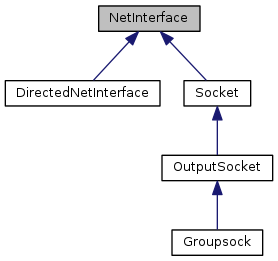 NetInterface
DirectedNetInterface
Socket
OutputSocket
Groupsock